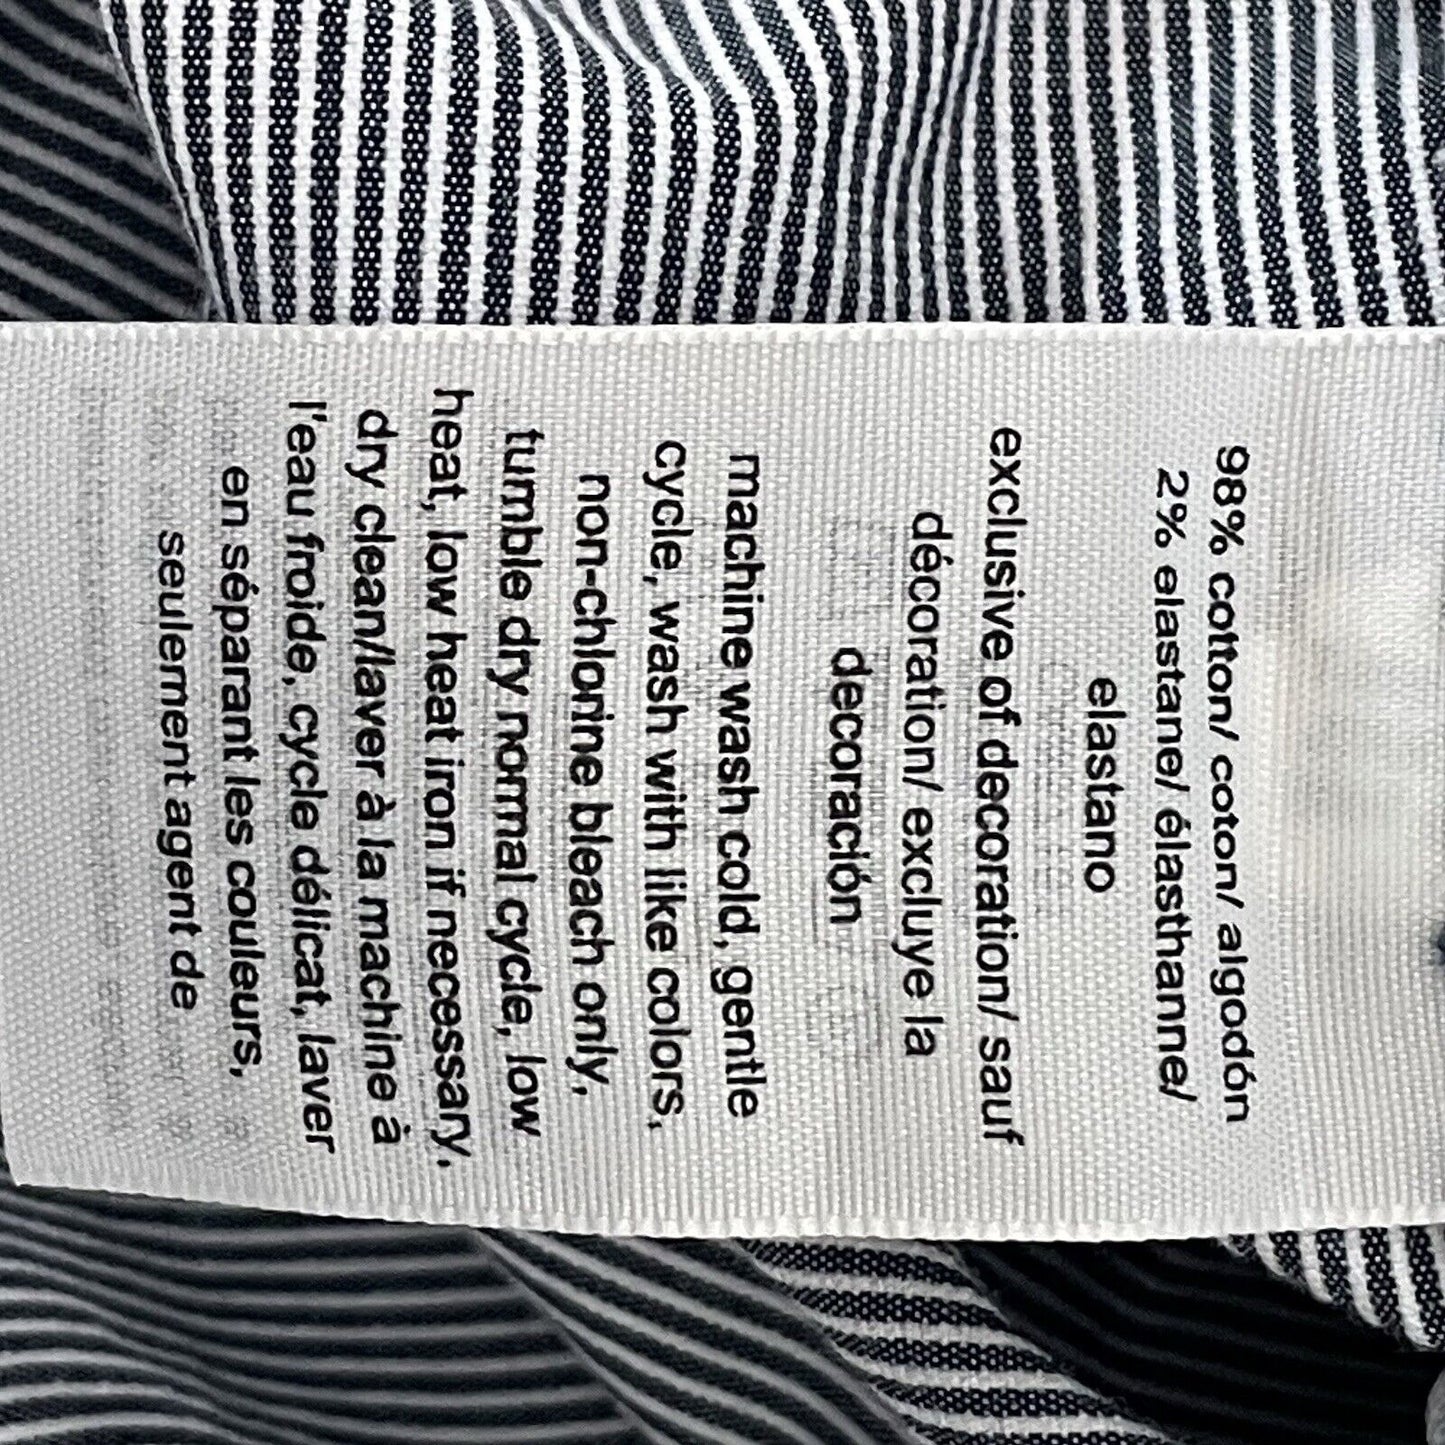 98% cotton/ coton/ algodón
2% elastane/ élasthanne/
elastano
exclusive of decoration/ sauf
décoration/ excluye la
decoración
machine wash cold, gentle
cycle, wash with like colors,
non-chlorine bleach only,
tumble dry normal cycle, low
heat, low heat iron if necessary,
dry clean/laver à la machine à
l'eau froide, cycle délicat, laver
en séparant les couleurs,
seulement agent de